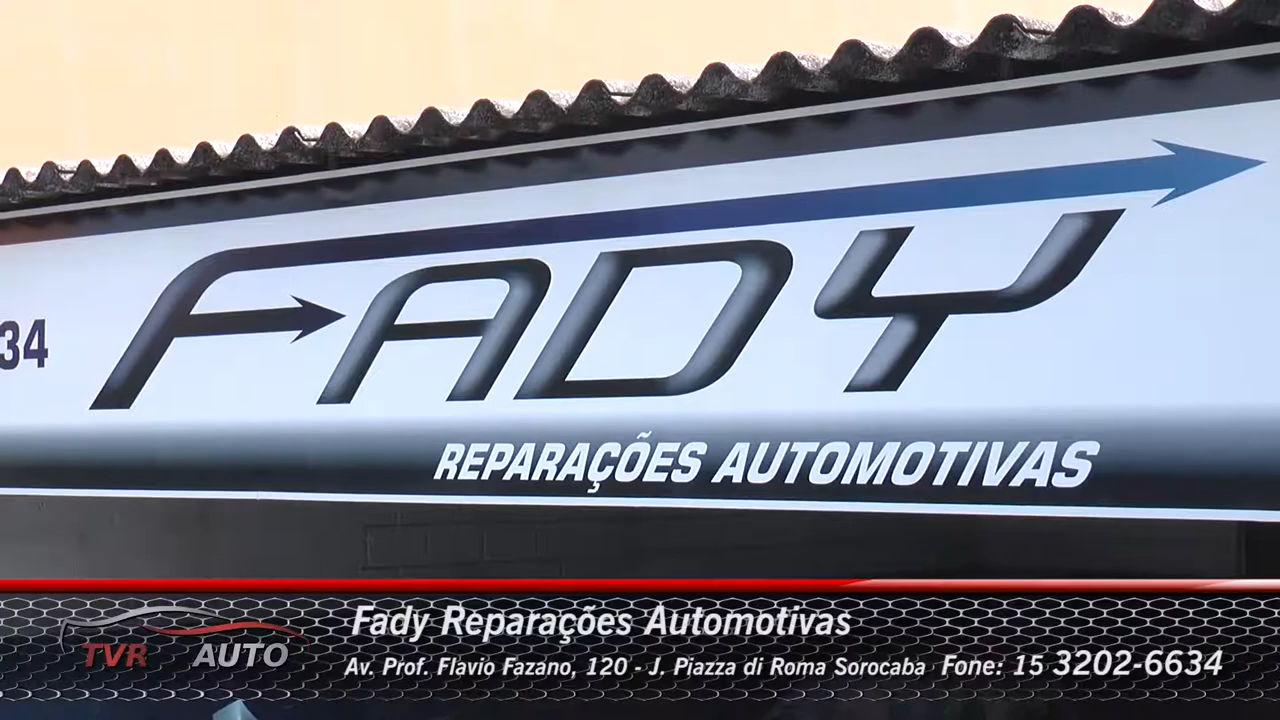 34
FADY
REPARAÇÕES AUTOMOTIVAS
Fady Reparações Automotivas
TVR AUTO
Av. Prof. Flavio Fazano, 120 - J. Piazza di Roma Sorocaba Fone: 15 3202-6634